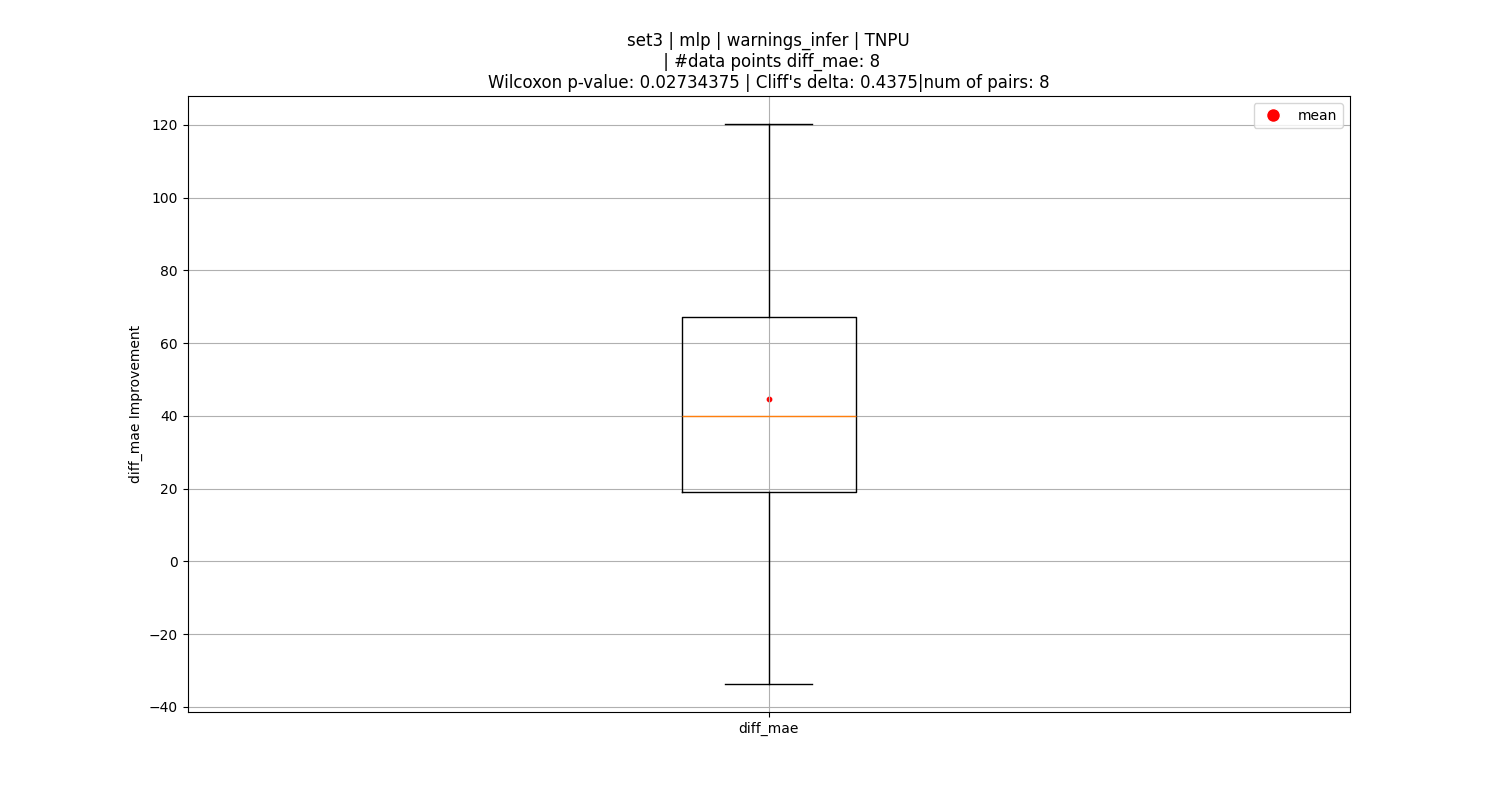 set3 | mlp | warnings_infer | TNPU
| #data points diff_mae: 8
Wilcoxon p-value: 0.02734375 | Cliff's delta: 0.4375|num of pairs: 8
mean
120
100
80
60
40
20
0
−20
−40
diff_mae Improvement
diff_mae